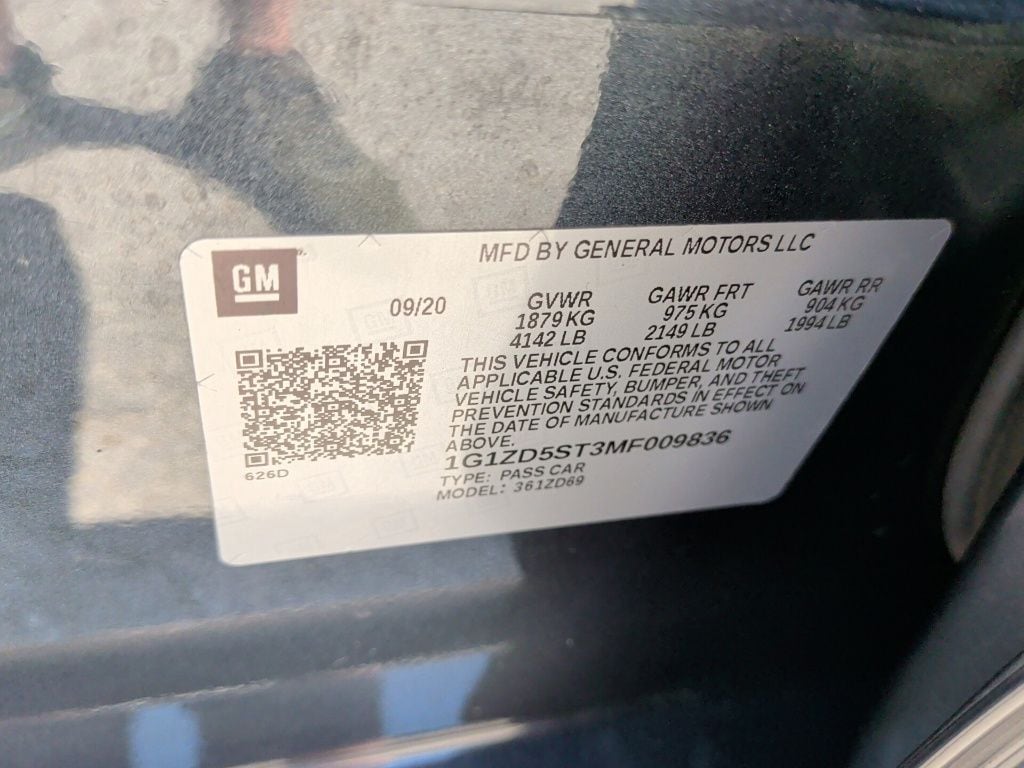 GM
MFD BY GENERAL MOTORS LLC
09/20
GVWR
1879 KG
4142 LB
GAWR FRT
975 KG
2149 LB
GAWR RR
904 KG
1994 LB
THIS VEHICLE CONFORMS TO ALL
APPLICABLE U.S. FEDERAL MOTOR
VEHICLE SAFETY, BUMPER, AND THEFT
PREVENTION STANDARDS IN EFFECT ON
THE DATE OF MANUFACTURE SHOWN
ABOVE.
1G1ZD5ST3MF009836
TYPE: PASS CAR
MODEL: 361ZD69
626D